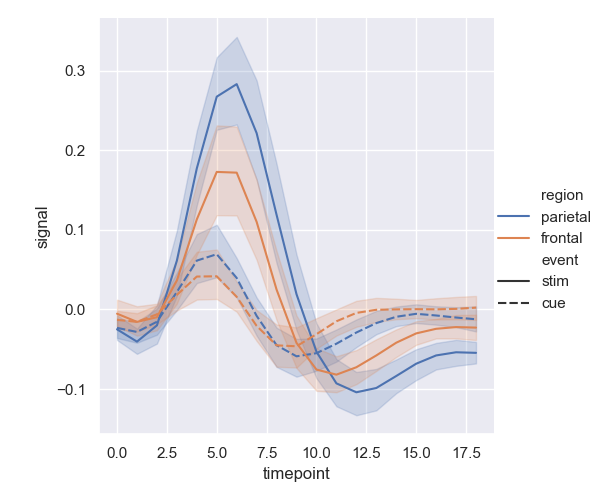 0.3
0.2
0.1
0.0
−0.1
signal
0.0
2.5
5.0
7.5
10.0
12.5
15.0
17.5
timepoint
region
parietal
frontal
event
stim
cue